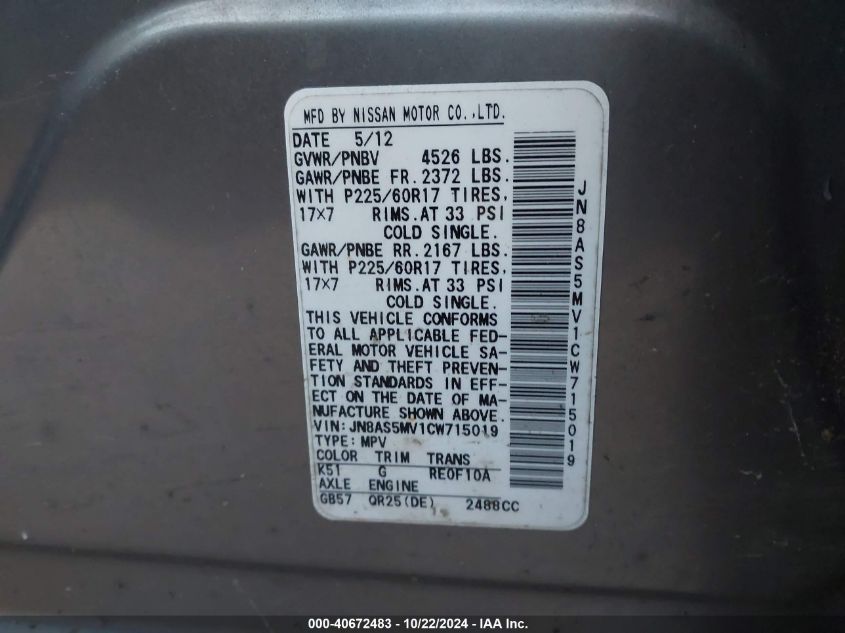 MFD BY NISSAN MOTOR CO.,LTD.
DATE 5/12
GVWR/PNBV 4526 LBS.
GAWR/PNBE FR. 2372 LBS.
WITH P225/60R17 TIRES,
17×7 RIMS.AT 33 PSI
COLD SINGLE.
GAWR/PNBE RR. 2167 LBS.
WITH P225/60R17 TIRES,
17×7 RIMS.AT 33 PSI
COLD SINGLE.
THIS VEHICLE CONFORMS
TO ALL APPLICABLE FED-
ERAL MOTOR VEHICLE SA-
FETY AND THEFT PREVEN-
TION STANDARDS IN EFF-
ECT ON THE DATE OF MA-
NUFACTURE SHOWN ABOVE.
VIN:JN8AS5MV1CW715019
TYPE: MPV
COLOR TRIM TRANS
K51 G RE0F10A
AXLE ENGINE
GB57 QR25(DE) 2488CC
JN8AS5MV1CW715019
000-40672483 - 10/22/2024 - IAA Inc.